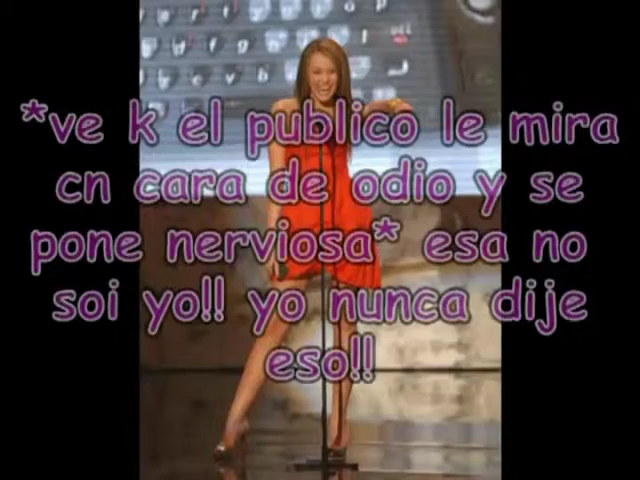 *ve k el publico le mira
cn cara de odio y se
pone nerviosa* esa no
soi yo!! yo nunca dije
eso!!